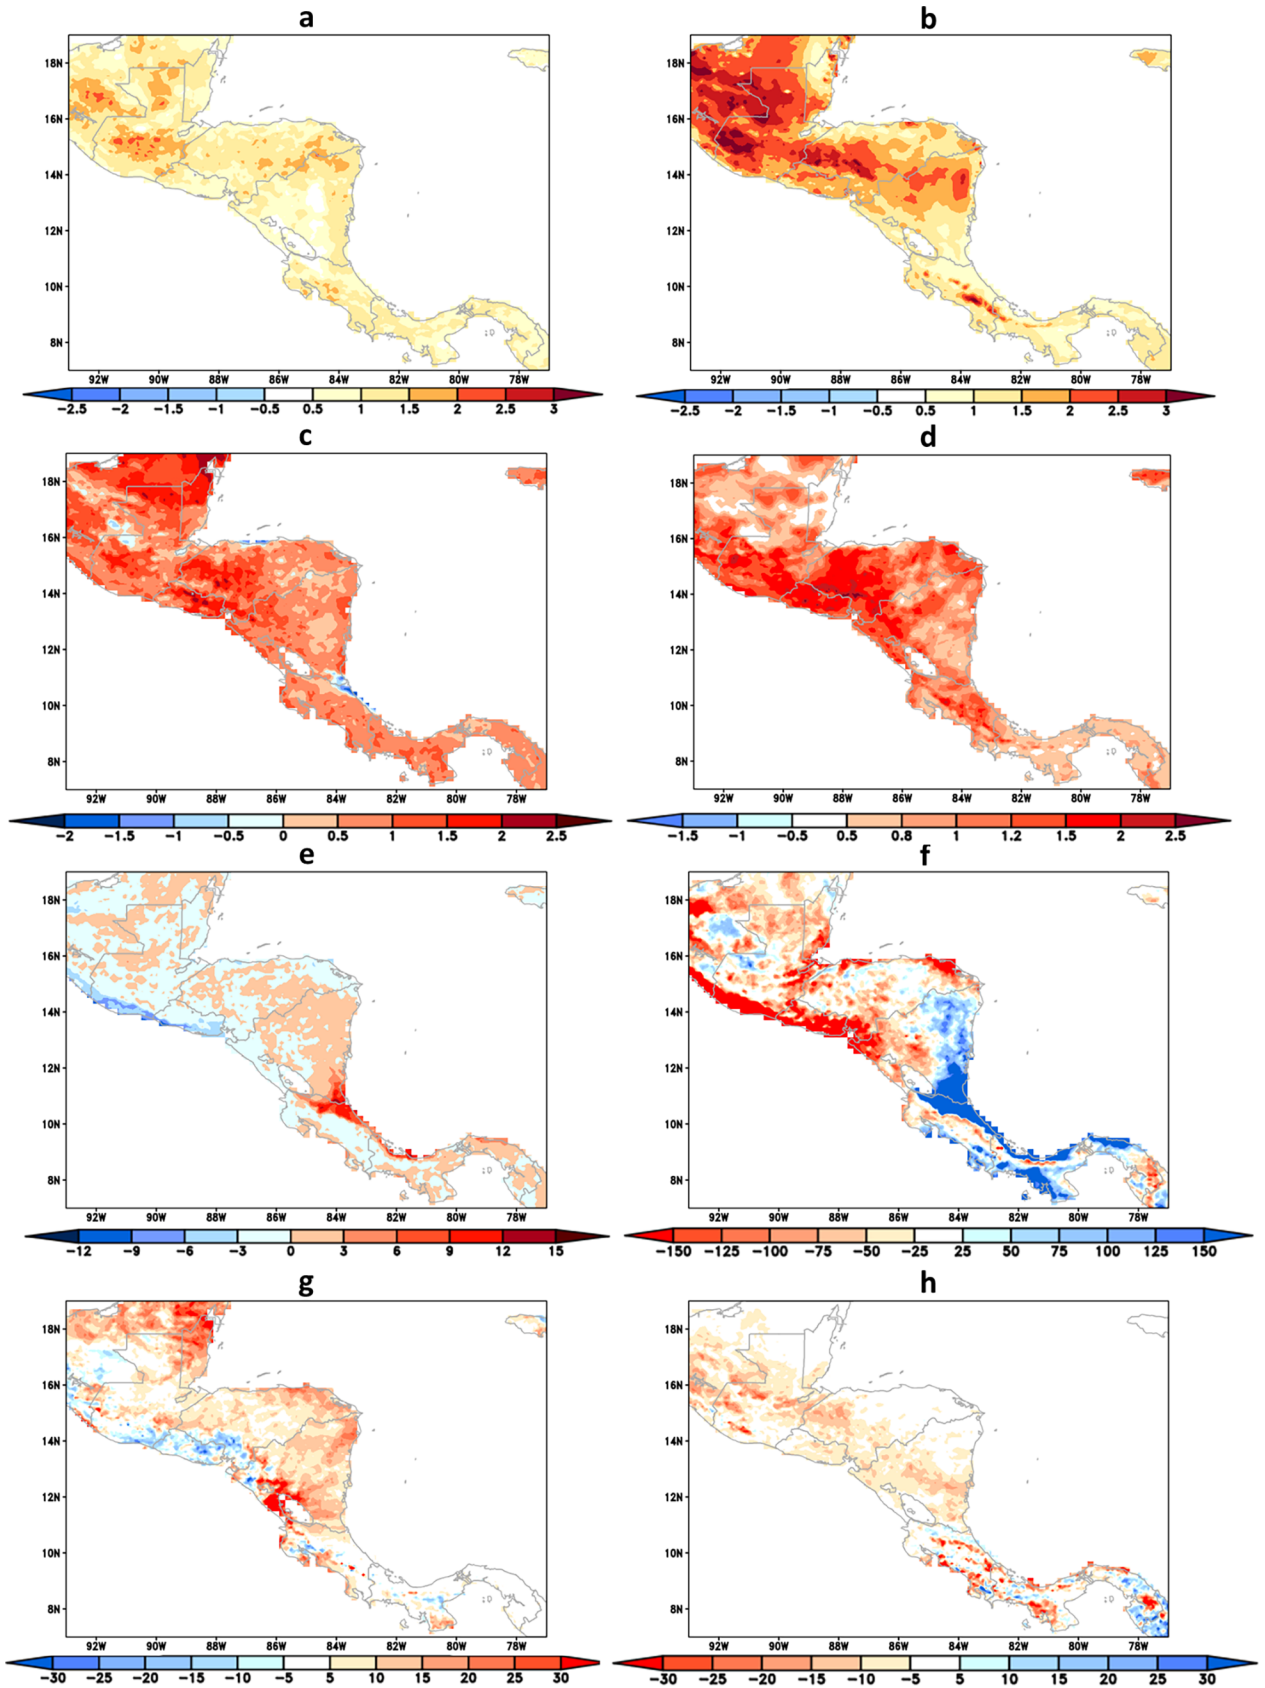 a b
18N 18N
16N 16N
14N 14N
12N 12N
10N 10N
8N 8N
92W 90W 88W 86W 84W 82W 80W 78W 92W 90W 88W 86W 84W 82W 80W 78W
-2.5 -2 -1.5 -1 -0.5 0.5 1 1.5 2 2.5 3 -2.5 -2 -1.5 -1 -0.5 0.5 1 1.5 2 2.5 3
c d
18N 18N
16N 16N
14N 14N
12N 12N
10N 10N
8N 8N
92W 90W 88W 86W 84W 82W 80W 78W 92W 90W 88W 86W 84W 82W 80W 78W
-2 -1.5 -1 -0.5 0 0.5 1 1.5 2 2.5 -1.5 -1 -0.5 0.5 0.8 1 1.2 1.5 2 2.5
e f
18N 18N
16N 16N
14N 14N
12N 12N
10N 10N
8N 8N
92W 90W 88W 86W 84W 82W 80W 78W 92W 90W 88W 86W 84W 82W 80W 78W
-12 -9 -6 -3 0 3 6 9 12 15 -150 -125 -100 -75 -50 -25 25 50 75 100 125 150
g h
18N 18N
16N 16N
14N 14N
12N 12N
10N 10N
8N 8N
92W 90W 88W 86W 84W 82W 80W 78W 92W 90W 88W 86W 84W 82W 80W 78W
-30 -25 -20 -15 -10 -5 5 10 15 20 25 30 -30 -25 -20 -15 -10 -5 5 10 15 20 25 30